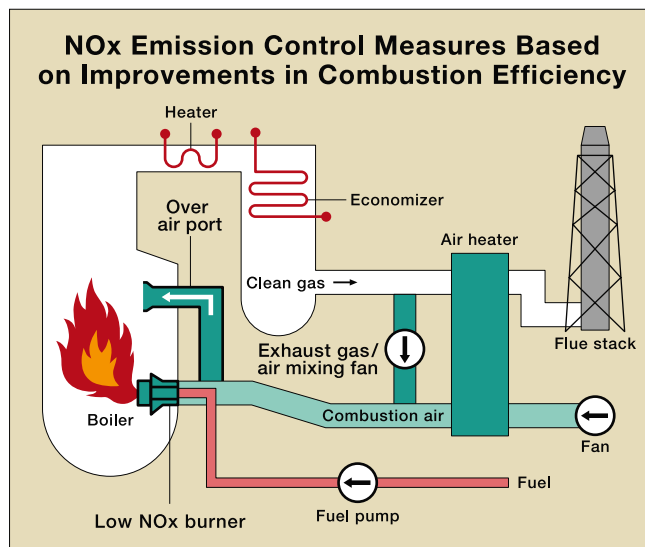 NOx Emission Control Measures Based
on Improvements in Combustion Efficiency
Heater
Economizer
Over
air port
Air heater
Clean gas
Exhaust gas/
air mixing fan
Flue stack
Boiler
Combustion air
Fan
Fuel
Fuel pump
Low NOx burner